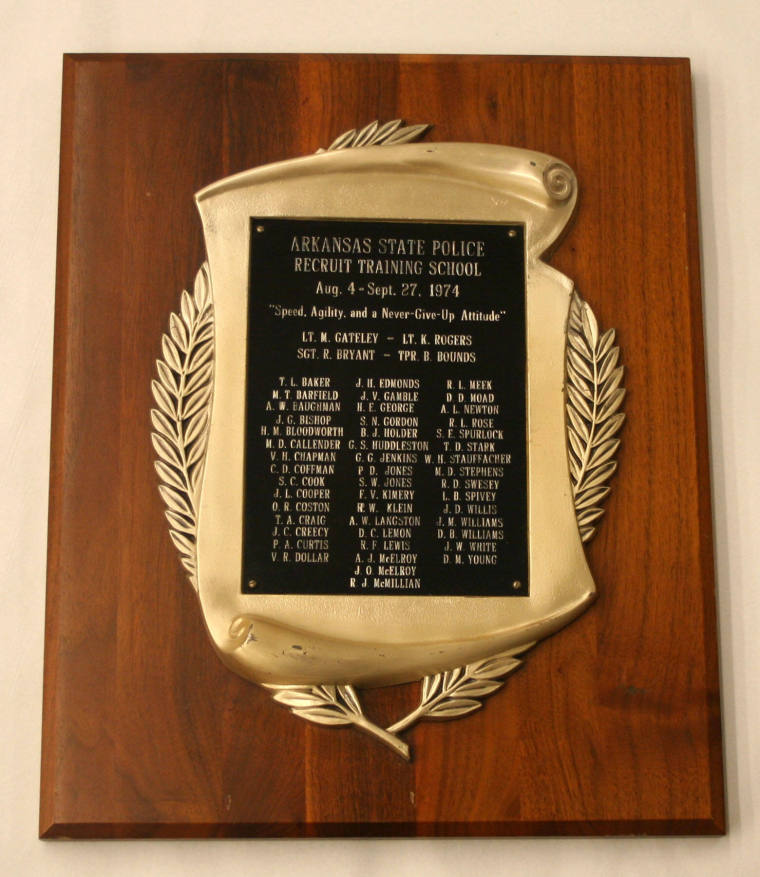 ARKANSAS STATE POLICE
RECRUIT TRAINING SCHOOL
Aug. 4 - Sept. 27, 1974
"Speed, Agility, and a Never-Give-Up Attitude"
LT. M. GATELEY - LT. K. ROGERS
SGT. R. BRYANT - TPR. B. BOUNDS
T. L. BAKER
M. T. BARFIELD
A. W. BAUGHMAN
J. G. BISHOP
H. M. BLOODWORTH
M. D. CALLENDER
V. H. CHAPMAN
C. D. COFFMAN
S. C. COOK
J. L. COOPER
O. R. COSTON
T. A. CRAIG
J. C. CREECY
P. A. CURTIS
V. R. DOLLAR
J. H. EDMONDS
J. V. GAMBLE
H. E. GEORGE
S. N. GORDON
B. J. HOLDER
G. S. HUDDLESTON
G. G. JENKINS
P. D. JONES
S. W. JONES
F. V. KIMERY
R. W. KLEIN
A. W. LANGSTON
D. C. LEMON
R. F. LEWIS
A. J. McELROY
J. O. McELROY
R. J. McMILLIAN
R. L. MEEK
D. D. MOAD
A. L. NEWTON
R. L. ROSE
S. E. SPURLOCK
T. D. STARK
W. H. STAUFFACHER
M. D. STEPHENS
R. D. SWESEY
L. B. SPIVEY
J. D. WILLIS
J. M. WILLIAMS
D. B. WILLIAMS
J. W. WHITE
D. M. YOUNG